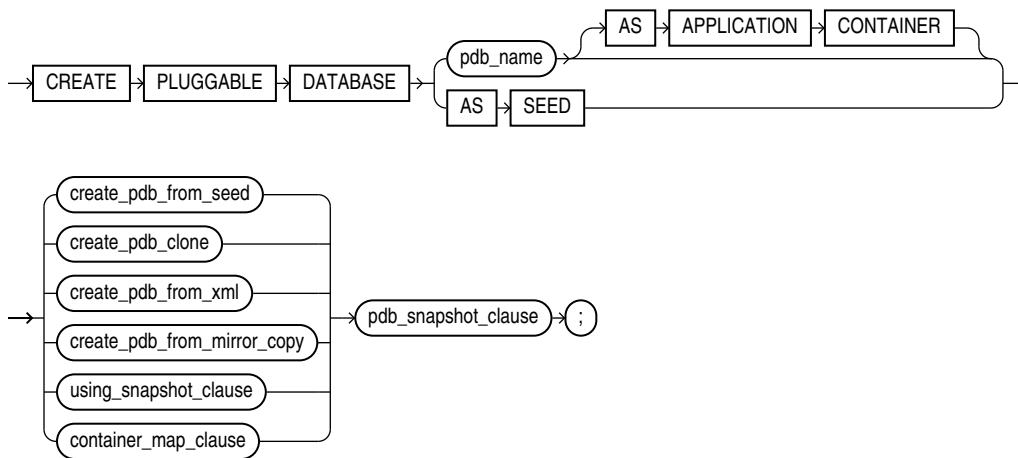 AS APPLICATION CONTAINER
pdb_name
CREATE PLUGGABLE DATABASE
AS SEED
create_pdb_from_seed
create_pdb_clone
create_pdb_from_xml
pdb_snapshot_clause ;
create_pdb_from_mirror_copy
using_snapshot_clause
container_map_clause